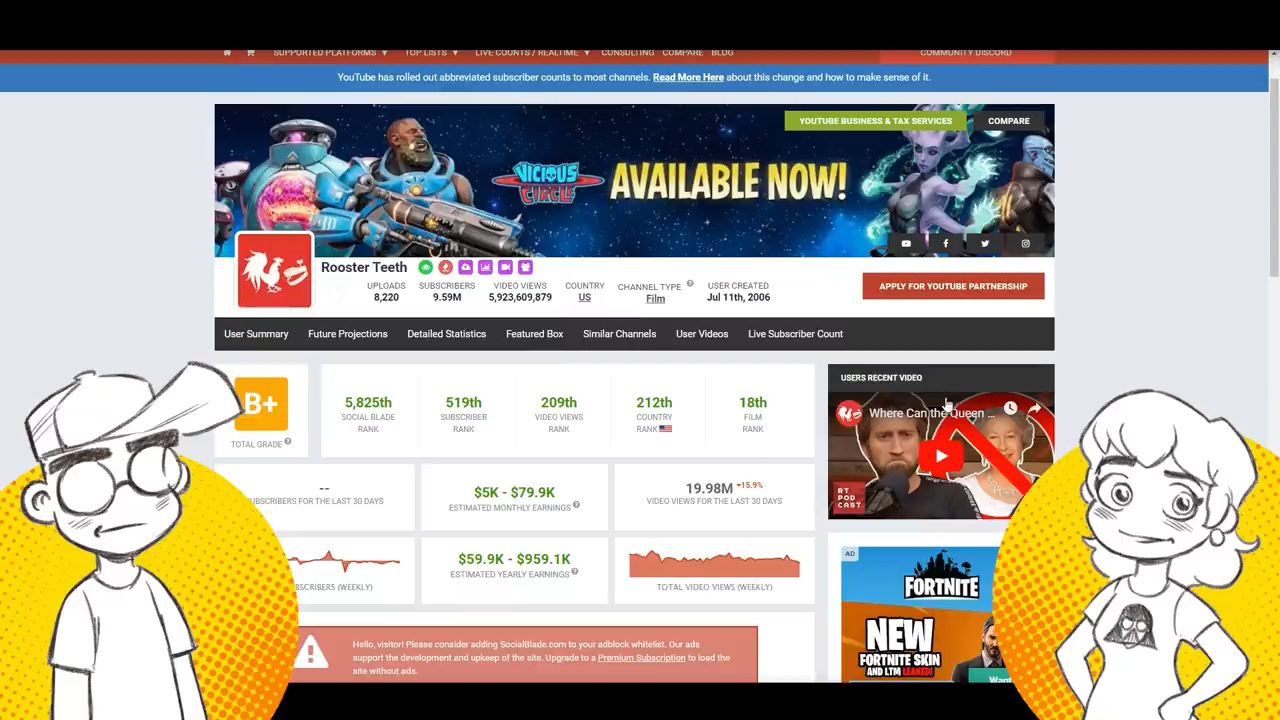 SUPPORTED PLATFORMS TOP LISTS LIVE COUNTS / REALTIME CONSULTING COMPARE BLOG COMMUNITY DISCORD
YouTube has rolled out abbreviated subscriber counts to most channels. Read More Here about this change and how to make sense of it.
YOUTUBE BUSINESS & TAX SERVICES COMPARE
VICIOUS CIRCLE AVAILABLE NOW!
Rooster Teeth
UPLOADS SUBSCRIBERS VIDEO VIEWS COUNTRY CHANNEL TYPE USER CREATED
8,220 9.59M 5,923,609,879 US Film Jul 11th, 2006
APPLY FOR YOUTUBE PARTNERSHIP
User Summary Future Projections Detailed Statistics Featured Box Similar Channels User Videos Live Subscriber Count
B+
TOTAL GRADE
5,825th 519th 209th 212th 18th
SOCIAL BLADE SUBSCRIBER VIDEO VIEWS COUNTRY FILM
RANK RANK RANK RANK RANK
USERS RECENT VIDEO
Where Can the Queen ...
RT
POD
CAST
--
SUBSCRIBERS FOR THE LAST 30 DAYS
$5K - $79.9K
ESTIMATED MONTHLY EARNINGS
19.98M -15.9%
VIDEO VIEWS FOR THE LAST 30 DAYS
SCRIBERS (WEEKLY)
$59.9K - $959.1K
ESTIMATED YEARLY EARNINGS
TOTAL VIDEO VIEWS (WEEKLY)
AD
FORTNITE
NEW
FORTNITE SKIN
AND LTM LEAKED!
Want
Hello, visitor! Please consider adding SocialBlade.com to your adblock whitelist. Our ads
support the development and upkeep of the site. Upgrade to a Premium Subscription to load the
site without ads.